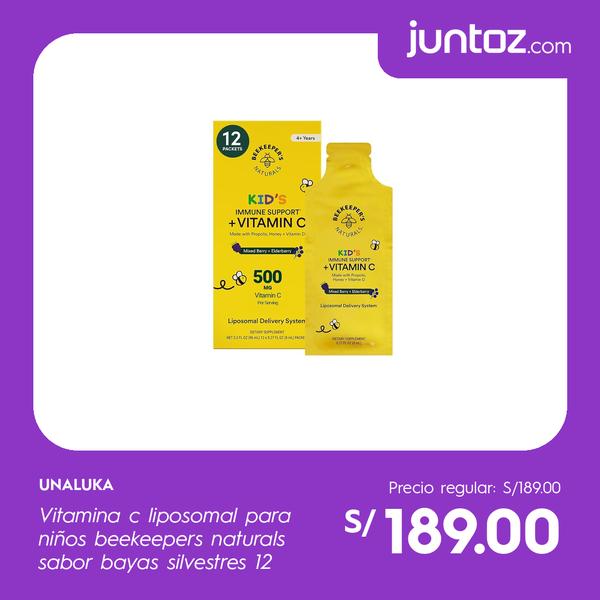 juntoz.com
12
PACKETS
4+ Years
BEEKEEPER'S
NATURALS
KID'S
IMMUNE SUPPORT
+VITAMIN C
Made with Propolis, Honey + Vitamin D
Mixed Berry + Elderberry
500
MG
Vitamin C
Per Serving
Liposomal Delivery System
DIETARY SUPPLEMENT
BEEKEEPER'S
NATURALS
KID'S
IMMUNE SUPPORT
+VITAMIN C
Made with Propolis,
Honey + Vitamin D
Mixed Berry + Elderberry
Liposomal Delivery System
DIETARY SUPPLEMENT
UNALUKA
Vitamina c liposomal para
niños beekeepers naturals
sabor bayas silvestres 12
Precio regular: S/189.00
S/ 189.00